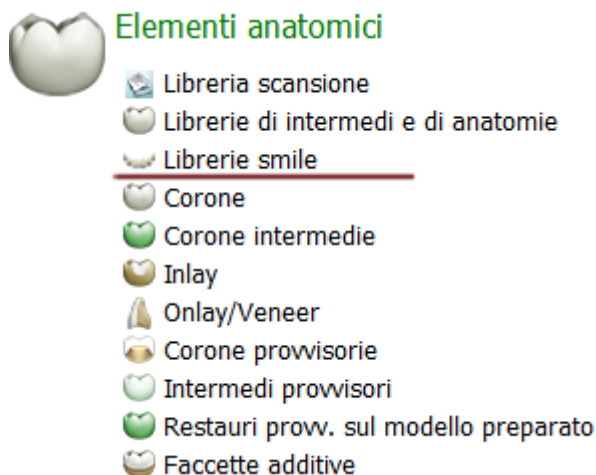 Elementi anatomici
Libreria scansione
Librerie di intermedi e di anatomie
Librerie smile
Corone
Corone intermedie
Inlay
Onlay/Veneer
Corone provvisorie
Intermedi provvisori
Restauri provv. sul modello preparato
Faccette additive